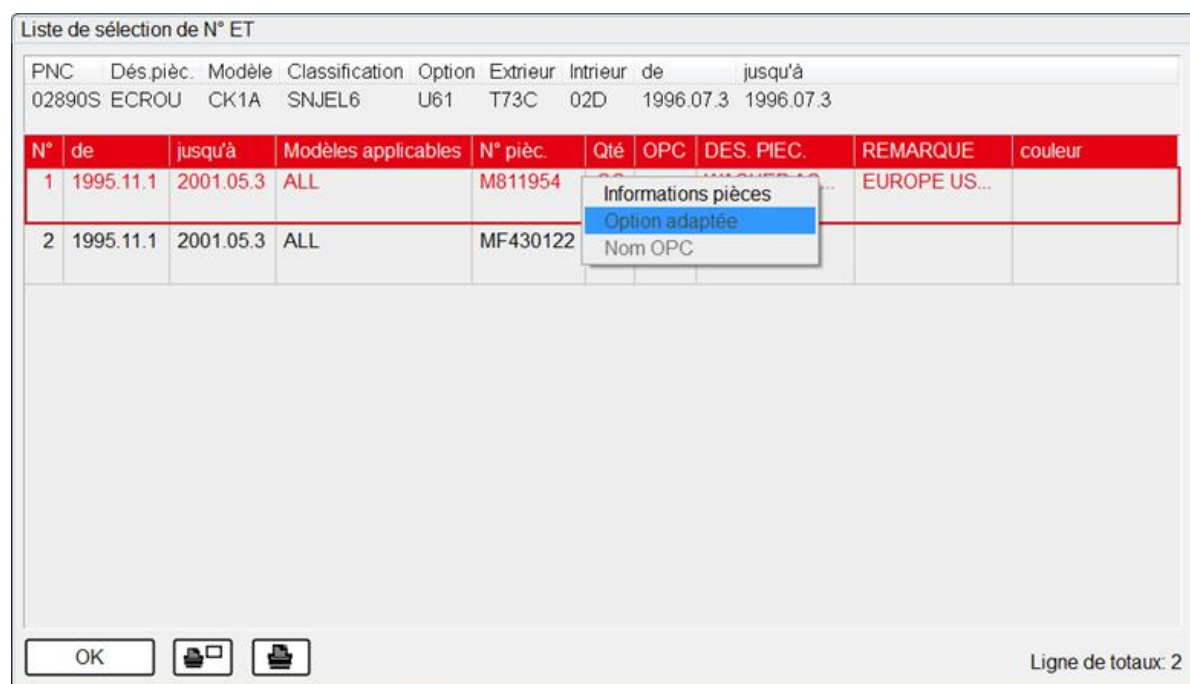 Liste de sélection de N° ET
PNC Dés.pièc. Modèle Classification Option Extrieur Intrieur de jusqu'à
02890S ECROU CK1A SNJEL6 U61 T73C 02D 1996.07.3 1996.07.3
N° de jusqu'à Modèles applicables N° pièc. Qté OPC DES. PIEC. REMARQUE couleur
1 1995.11.1 2001.05.3 ALL M811954 EUROPE US...
Informations pièces
Option adaptée
Nom OPC
2 1995.11.1 2001.05.3 ALL MF430122
OK
Ligne de totaux: 2